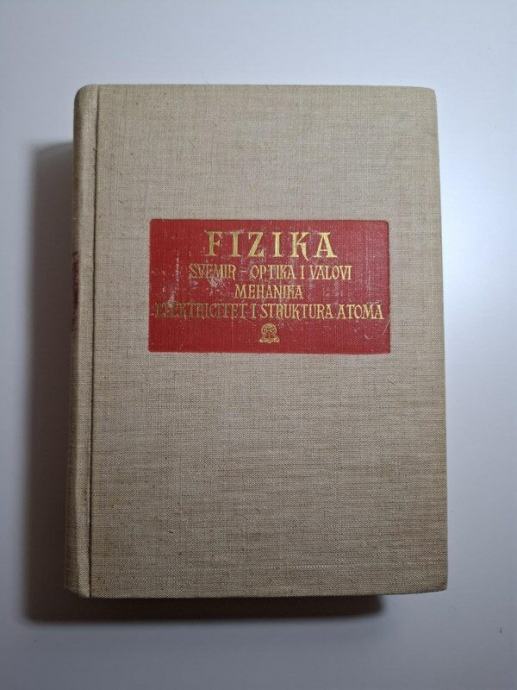 FIZIKA
SVEMIR - OPTIKA I VALOVI
MEHANIKA
ELEKTRICITET I STRUKTURA ATOMA